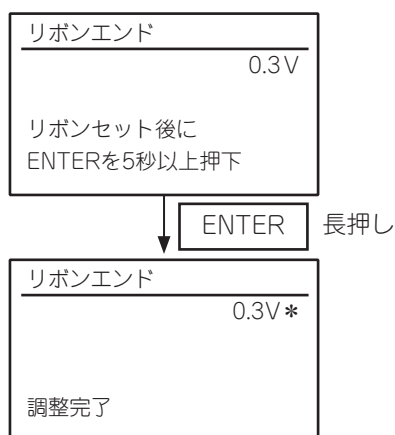 リボンエンド
0.3V
リボンセット後に
ENTERを5秒以上押下
ENTER 長押し
リボンエンド
0.3V＊
調整完了